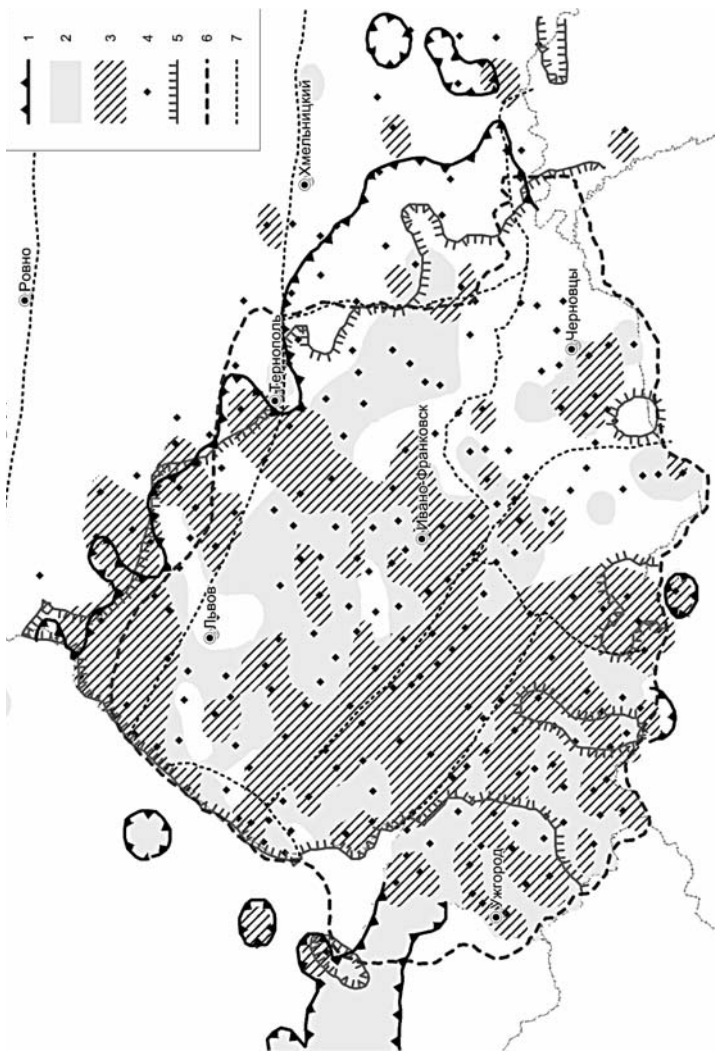 1
2
3
4
5
6
7
Ровно
Хмельницкий
Тернополь
Львов
Ивано-Франковск
Черновцы
Ужгород